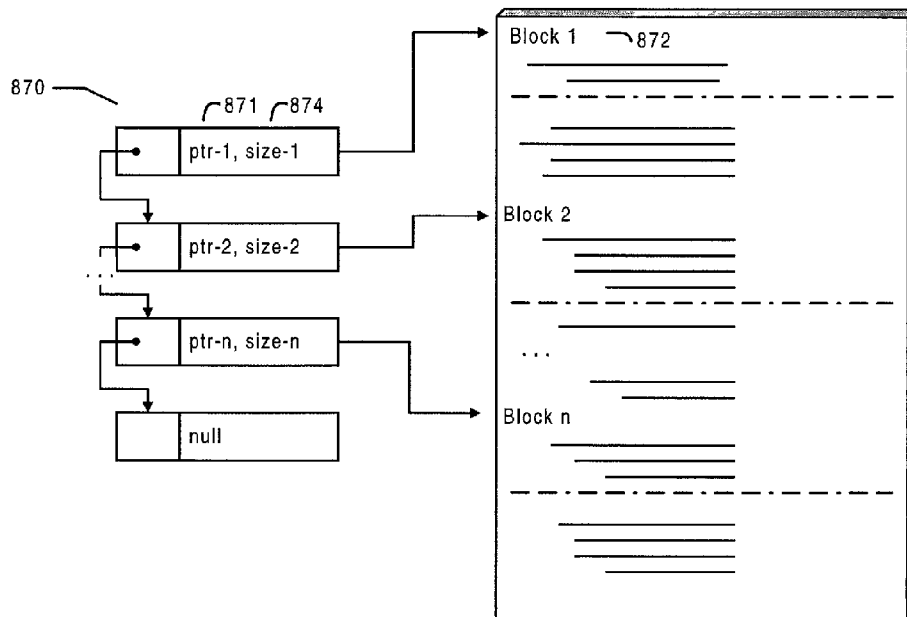 870
871 874
ptr-1, size-1
ptr-2, size-2
. . .
ptr-n, size-n
null
Block 1 872
Block 2
. . .
Block n